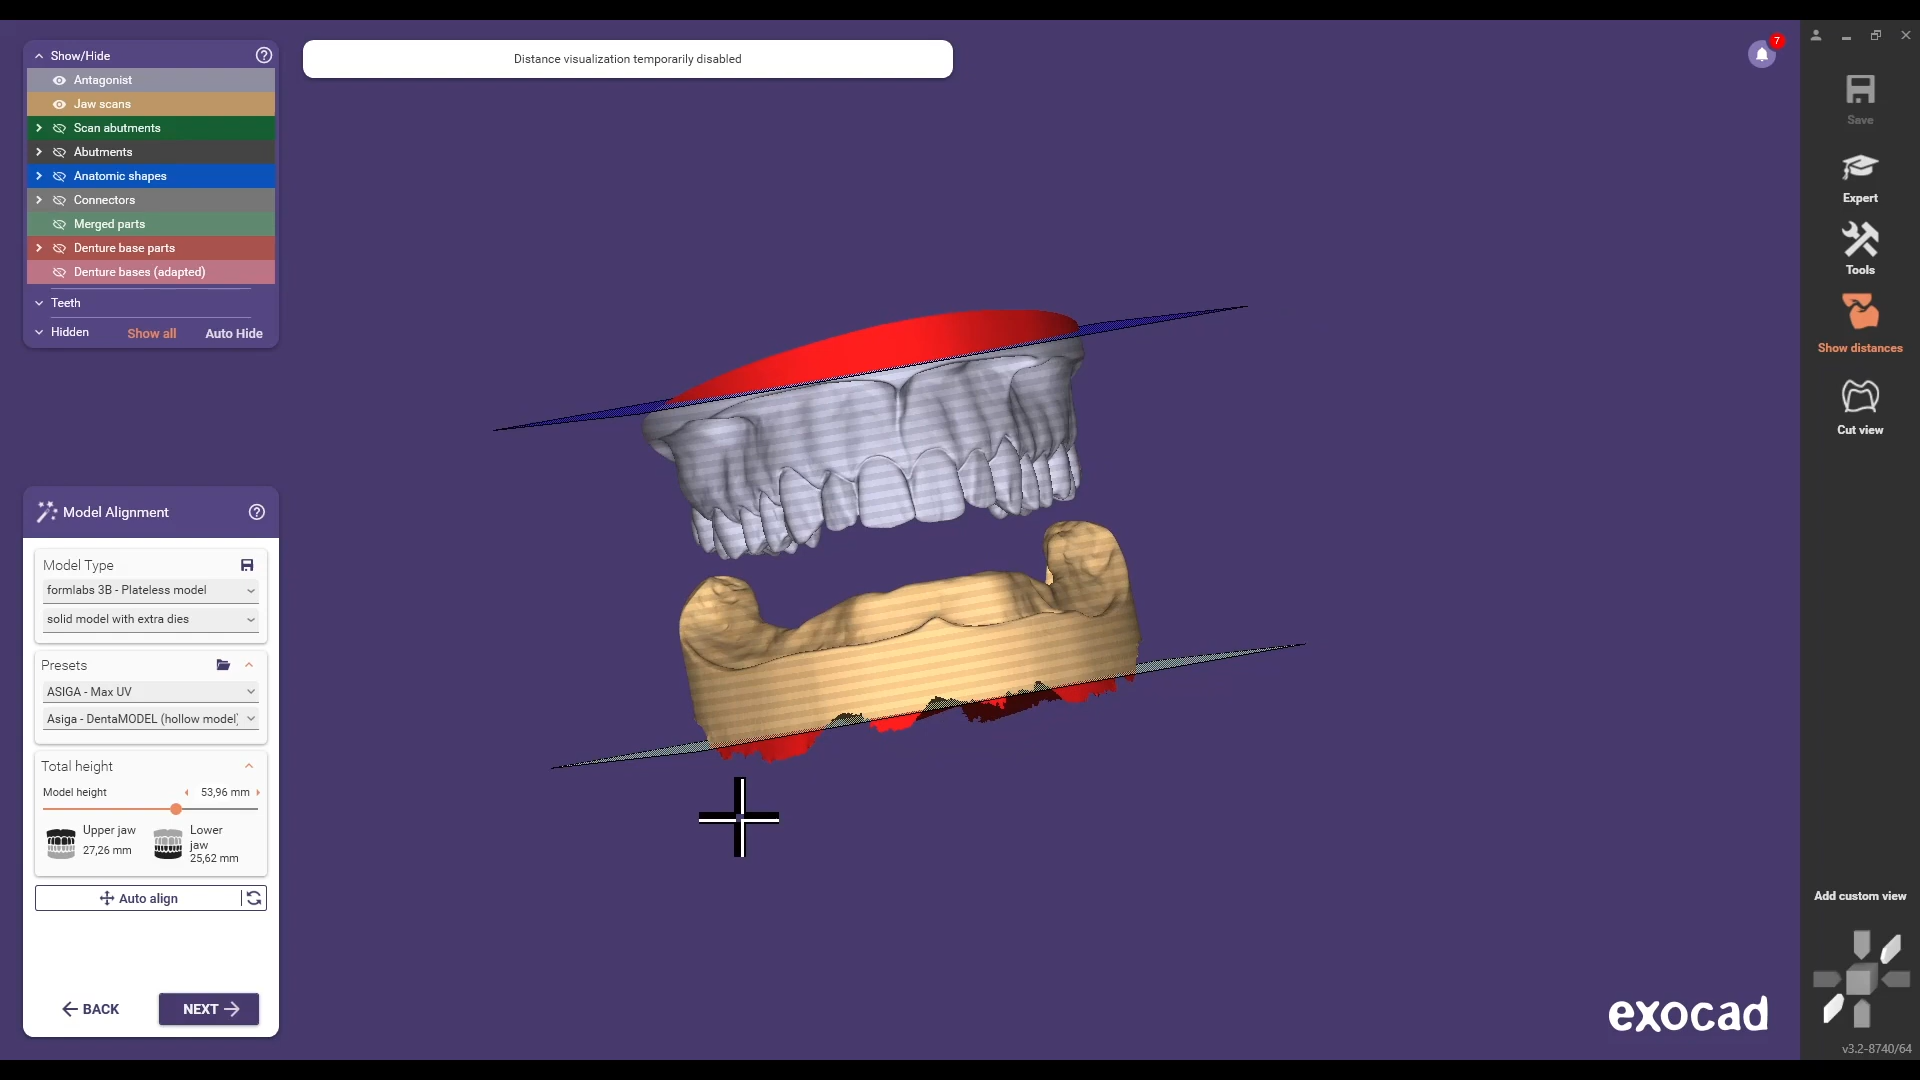 Show/Hide
Antagonist
Jaw scans
Scan abutments
Abutments
Anatomic shapes
Connectors
Merged parts
Denture base parts
Denture bases (adapted)
Teeth
Hidden Show all Auto Hide
Distance visualization temporarily disabled
7
Save
Expert
Tools
Show distances
Cut view
Model Alignment
Model Type
formlabs 3B - Plateless model
solid model with extra dies
Presets
ASIGA - Max UV
Asiga - DentaMODEL (hollow model)
Total height
Model height 53,96 mm
Upper jaw
27,26 mm
Lower
jaw
25,62 mm
Auto align
BACK NEXT
Add custom view
exocad
v3.2-8740/64